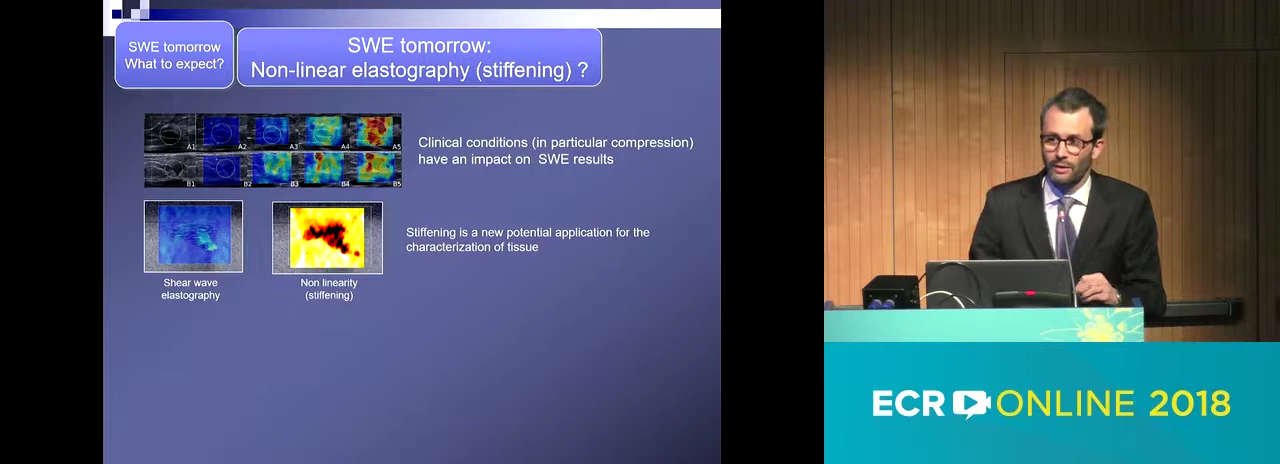 SWE tomorrow
What to expect?
SWE tomorrow:
Non-linear elastography (stiffening) ?
A1 A2 A3 A4 A5
B1 B2 B3 B4 B5
Clinical conditions (in particular compression)
have an impact on SWE results
Stiffening is a new potential application for the
characterization of tissue
Shear wave
elastography
Non linearity
(stiffening)
ECR ONLINE 2018